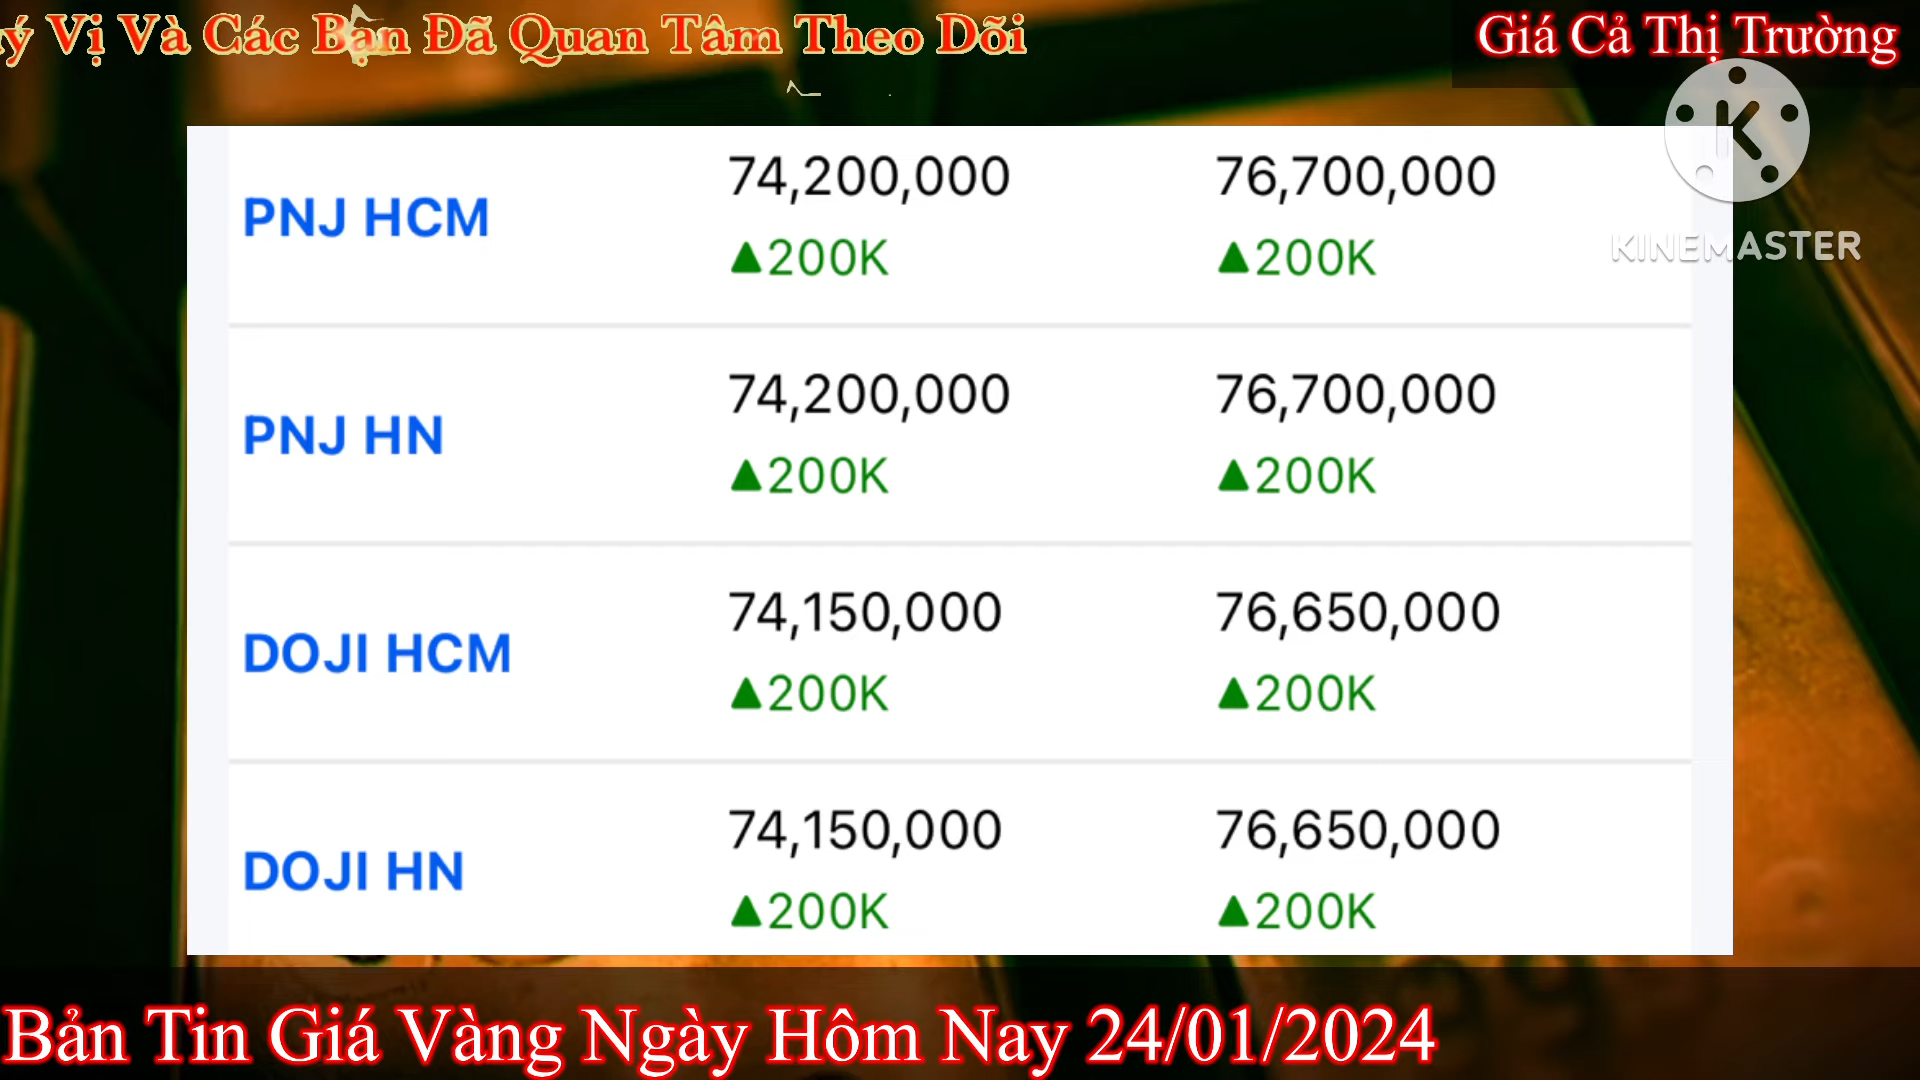 Vị Và Các Bạn Đã Quan Tâm Theo Dõi
Giá Cả Thị Trường
K
KINEMASTER
74,200,000 76,700,000
PNJ HCM
▲200K ▲200K
74,200,000 76,700,000
PNJ HN
▲200K ▲200K
74,150,000 76,650,000
DOJI HCM
▲200K ▲200K
74,150,000 76,650,000
DOJI HN
▲200K ▲200K
Bản Tin Giá Vàng Ngày Hôm Nay 24/01/2024